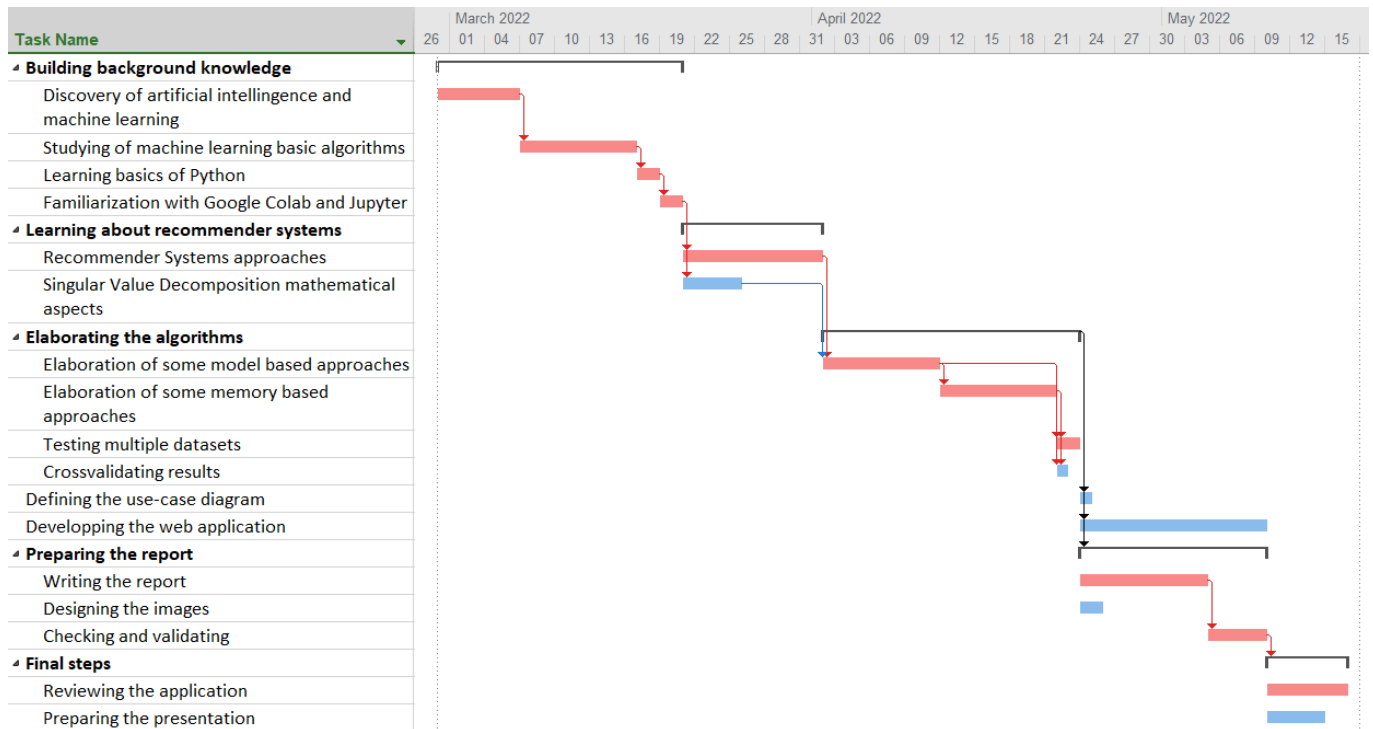 March 2022 April 2022 May 2022
Task Name 26 01 04 07 10 13 16 19 22 25 28 31 03 06 09 12 15 18 21 24 27 30 03 06 09 12 15
Building background knowledge
Discovery of artificial intellingence and
machine learning
Studying of machine learning basic algorithms
Learning basics of Python
Familiarization with Google Colab and Jupyter
Learning about recommender systems
Recommender Systems approaches
Singular Value Decomposition mathematical
aspects
Elaborating the algorithms
Elaboration of some model based approaches
Elaboration of some memory based
approaches
Testing multiple datasets
Crossvalidating results
Defining the use-case diagram
Developping the web application
Preparing the report
Writing the report
Designing the images
Checking and validating
Final steps
Reviewing the application
Preparing the presentation